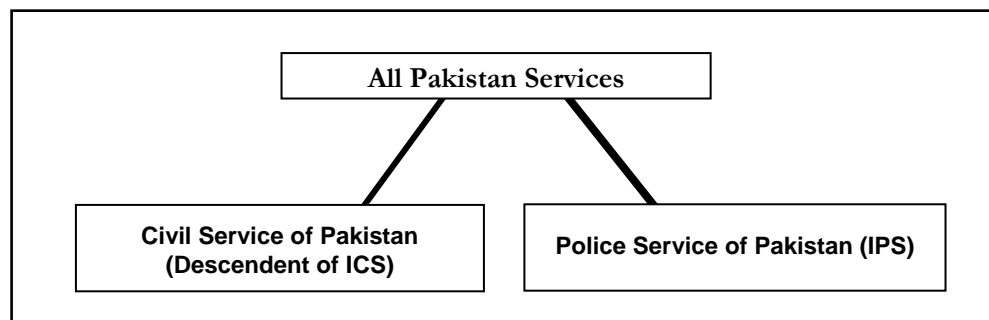 All Pakistan Services
Civil Service of Pakistan
(Descendent of ICS)
Police Service of Pakistan (IPS)